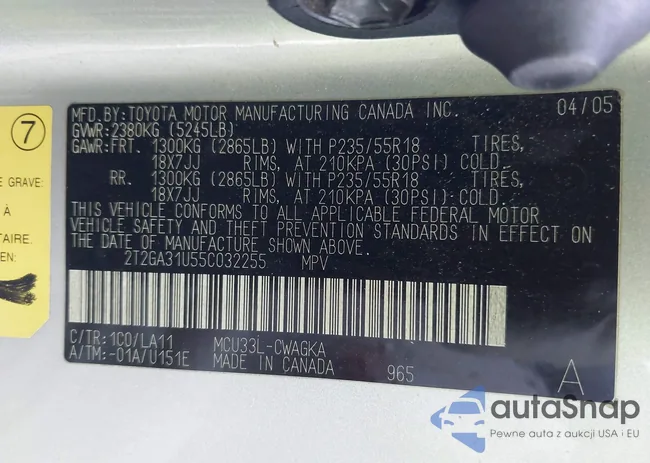 MFD. BY: TOYOTA MOTOR MANUFACTURING CANADA INC. 04/05
GVWR: 2380KG (5245LB)
GAWR: FRT. 1300KG (2865LB) WITH P235/55R18 TIRES,
18X7JJ RIMS, AT 210KPA (30PSI) COLD.
RR. 1300KG (2865LB) WITH P235/55R18 TIRES,
18X7JJ RIMS, AT 210KPA (30PSI) COLD.
THIS VEHICLE CONFORMS TO ALL APPLICABLE FEDERAL MOTOR
VEHICLE SAFETY AND THEFT PREVENTION STANDARDS IN EFFECT ON
THE DATE OF MANUFACTURE SHOWN ABOVE.
2T2GA31U55C032255 MPV
C/TR: 1C0/LA11 MCU33L-CWAGKA
A/TM: -01A/U151E MADE IN CANADA 965 A
7
E GRAVE:
À
TAIRE.
autaSnap
Pewne auta z aukcji USA i EU